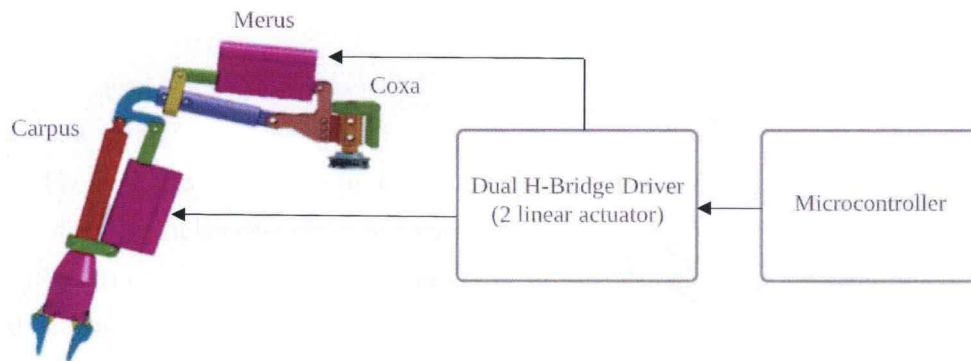 Merus
Coxa
Carpus
Dual H-Bridge Driver
(2 linear actuator)
Microcontroller